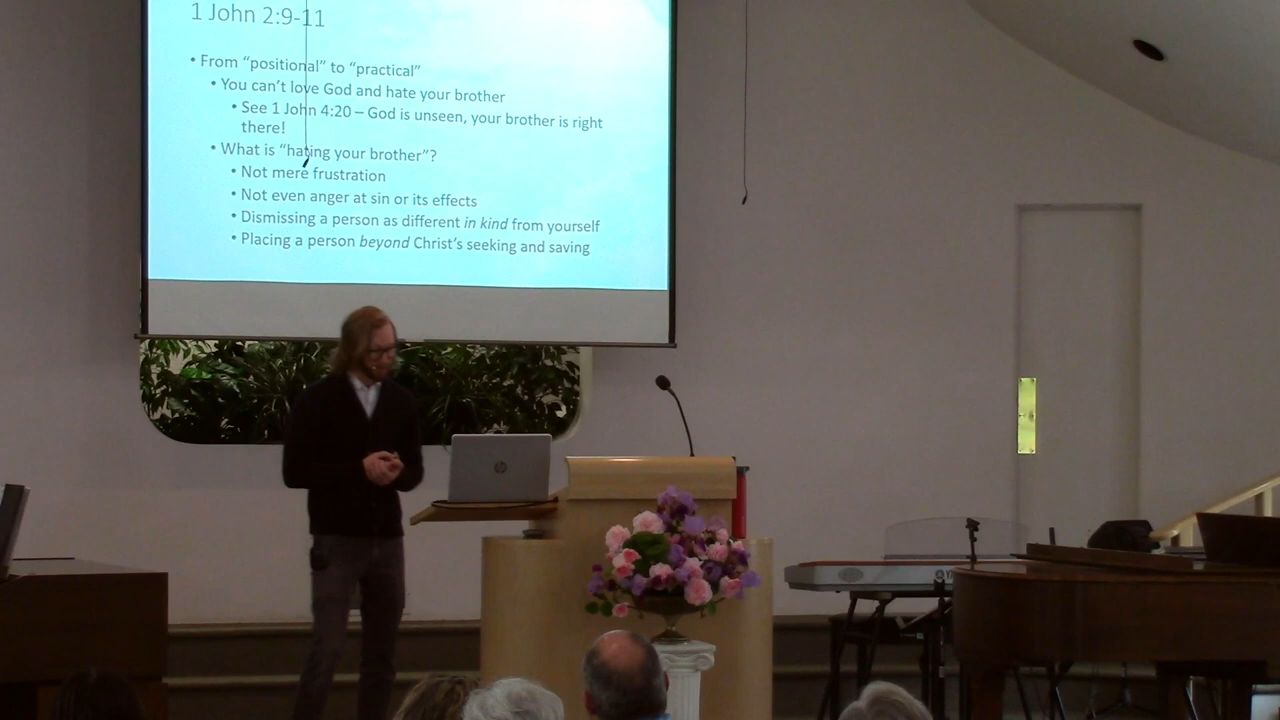 1 John 2:9-11
• From “positional” to “practical”
• You can’t love God and hate your brother
• See 1 John 4:20 – God is unseen, your brother is right
there!
• What is “hating your brother”?
• Not mere frustration
• Not even anger at sin or its effects
• Dismissing a person as different in kind from yourself
• Placing a person beyond Christ’s seeking and saving
hp